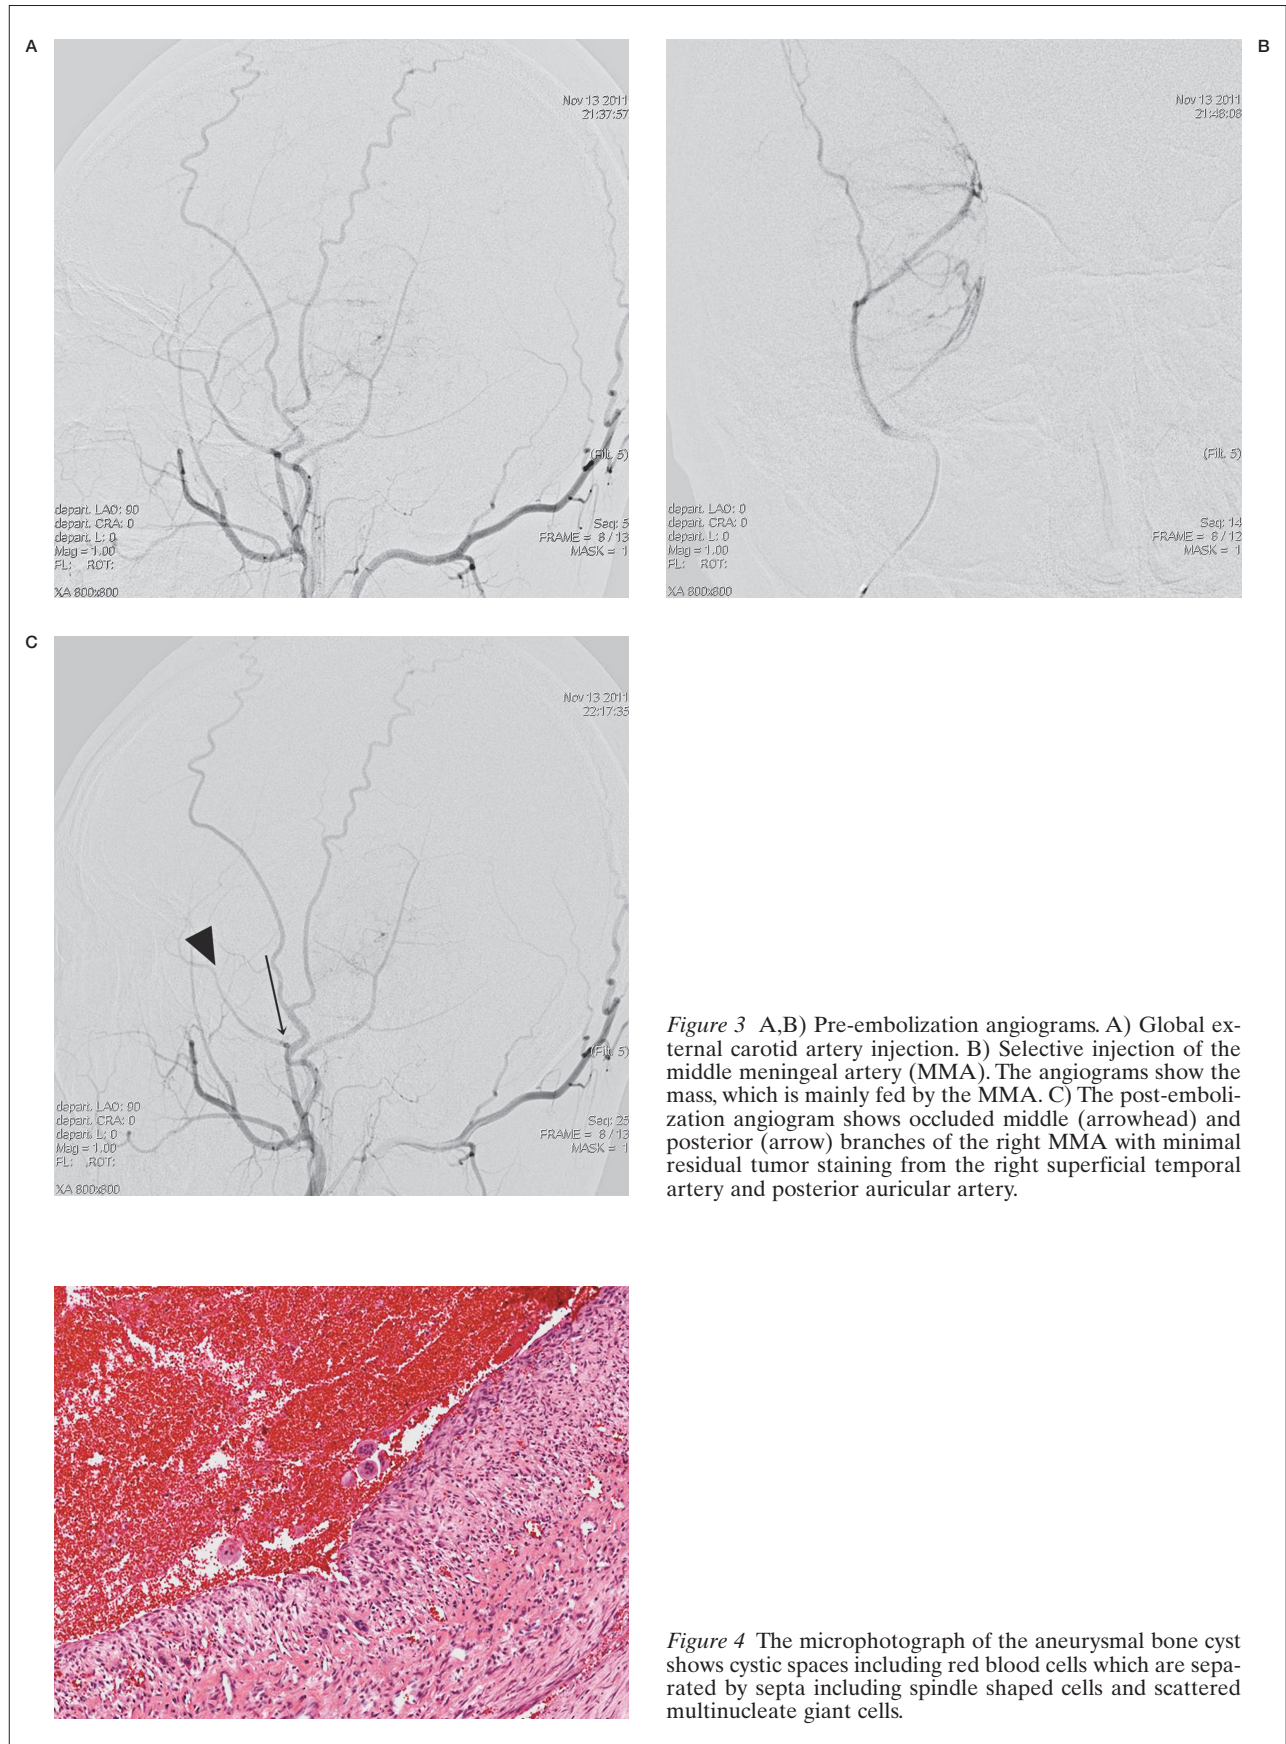 A
Nov 13 2011
21:37:57
(Filt. 5)
depart. LAO: 90
depart. CRA: 0
depart. L: 0
Mag = 1.00
FL: ROT:
XA 800x800
Seq: 5
FRAME = 8 / 13
MASK = 1
B
Nov 13 2011
21:48:08
(Filt. 5)
depart. LAO: 0
depart. CRA: 0
depart. L: 0
Mag = 1.00
FL: ROT:
XA 800x800
Seq: 14
FRAME = 8 / 12
MASK = 1
C
Nov 13 2011
22:17:35
(Filt. 5)
depart. LAO: 90
depart. CRA: 0
depart. L: 0
Mag = 1.00
FL: ROT:
XA 800x800
Seq: 25
FRAME = 8 / 13
MASK = 1
Figure 3 A,B) Pre-embolization angiograms. A) Global ex-
ternal carotid artery injection. B) Selective injection of the
middle meningeal artery (MMA). The angiograms show the
mass, which is mainly fed by the MMA. C) The post-emboli-
zation angiogram shows occluded middle (arrowhead) and
posterior (arrow) branches of the right MMA with minimal
residual tumor staining from the right superficial temporal
artery and posterior auricular artery.
Figure 4 The microphotograph of the aneurysmal bone cyst
shows cystic spaces including red blood cells which are sepa-
rated by septa including spindle shaped cells and scattered
multinucleate giant cells.